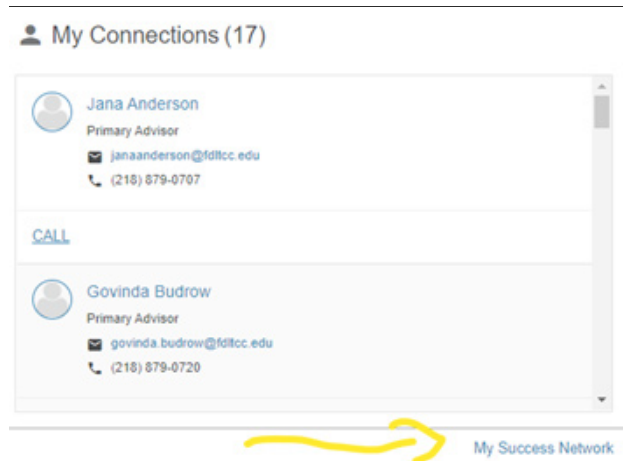 My Connections (17)
Jana Anderson
Primary Advisor
janaanderson@fdltcc.edu
(218) 879-0707
CALL
Govinda Budrow
Primary Advisor
govinda.budrow@fdltcc.edu
(218) 879-0720
My Success Network